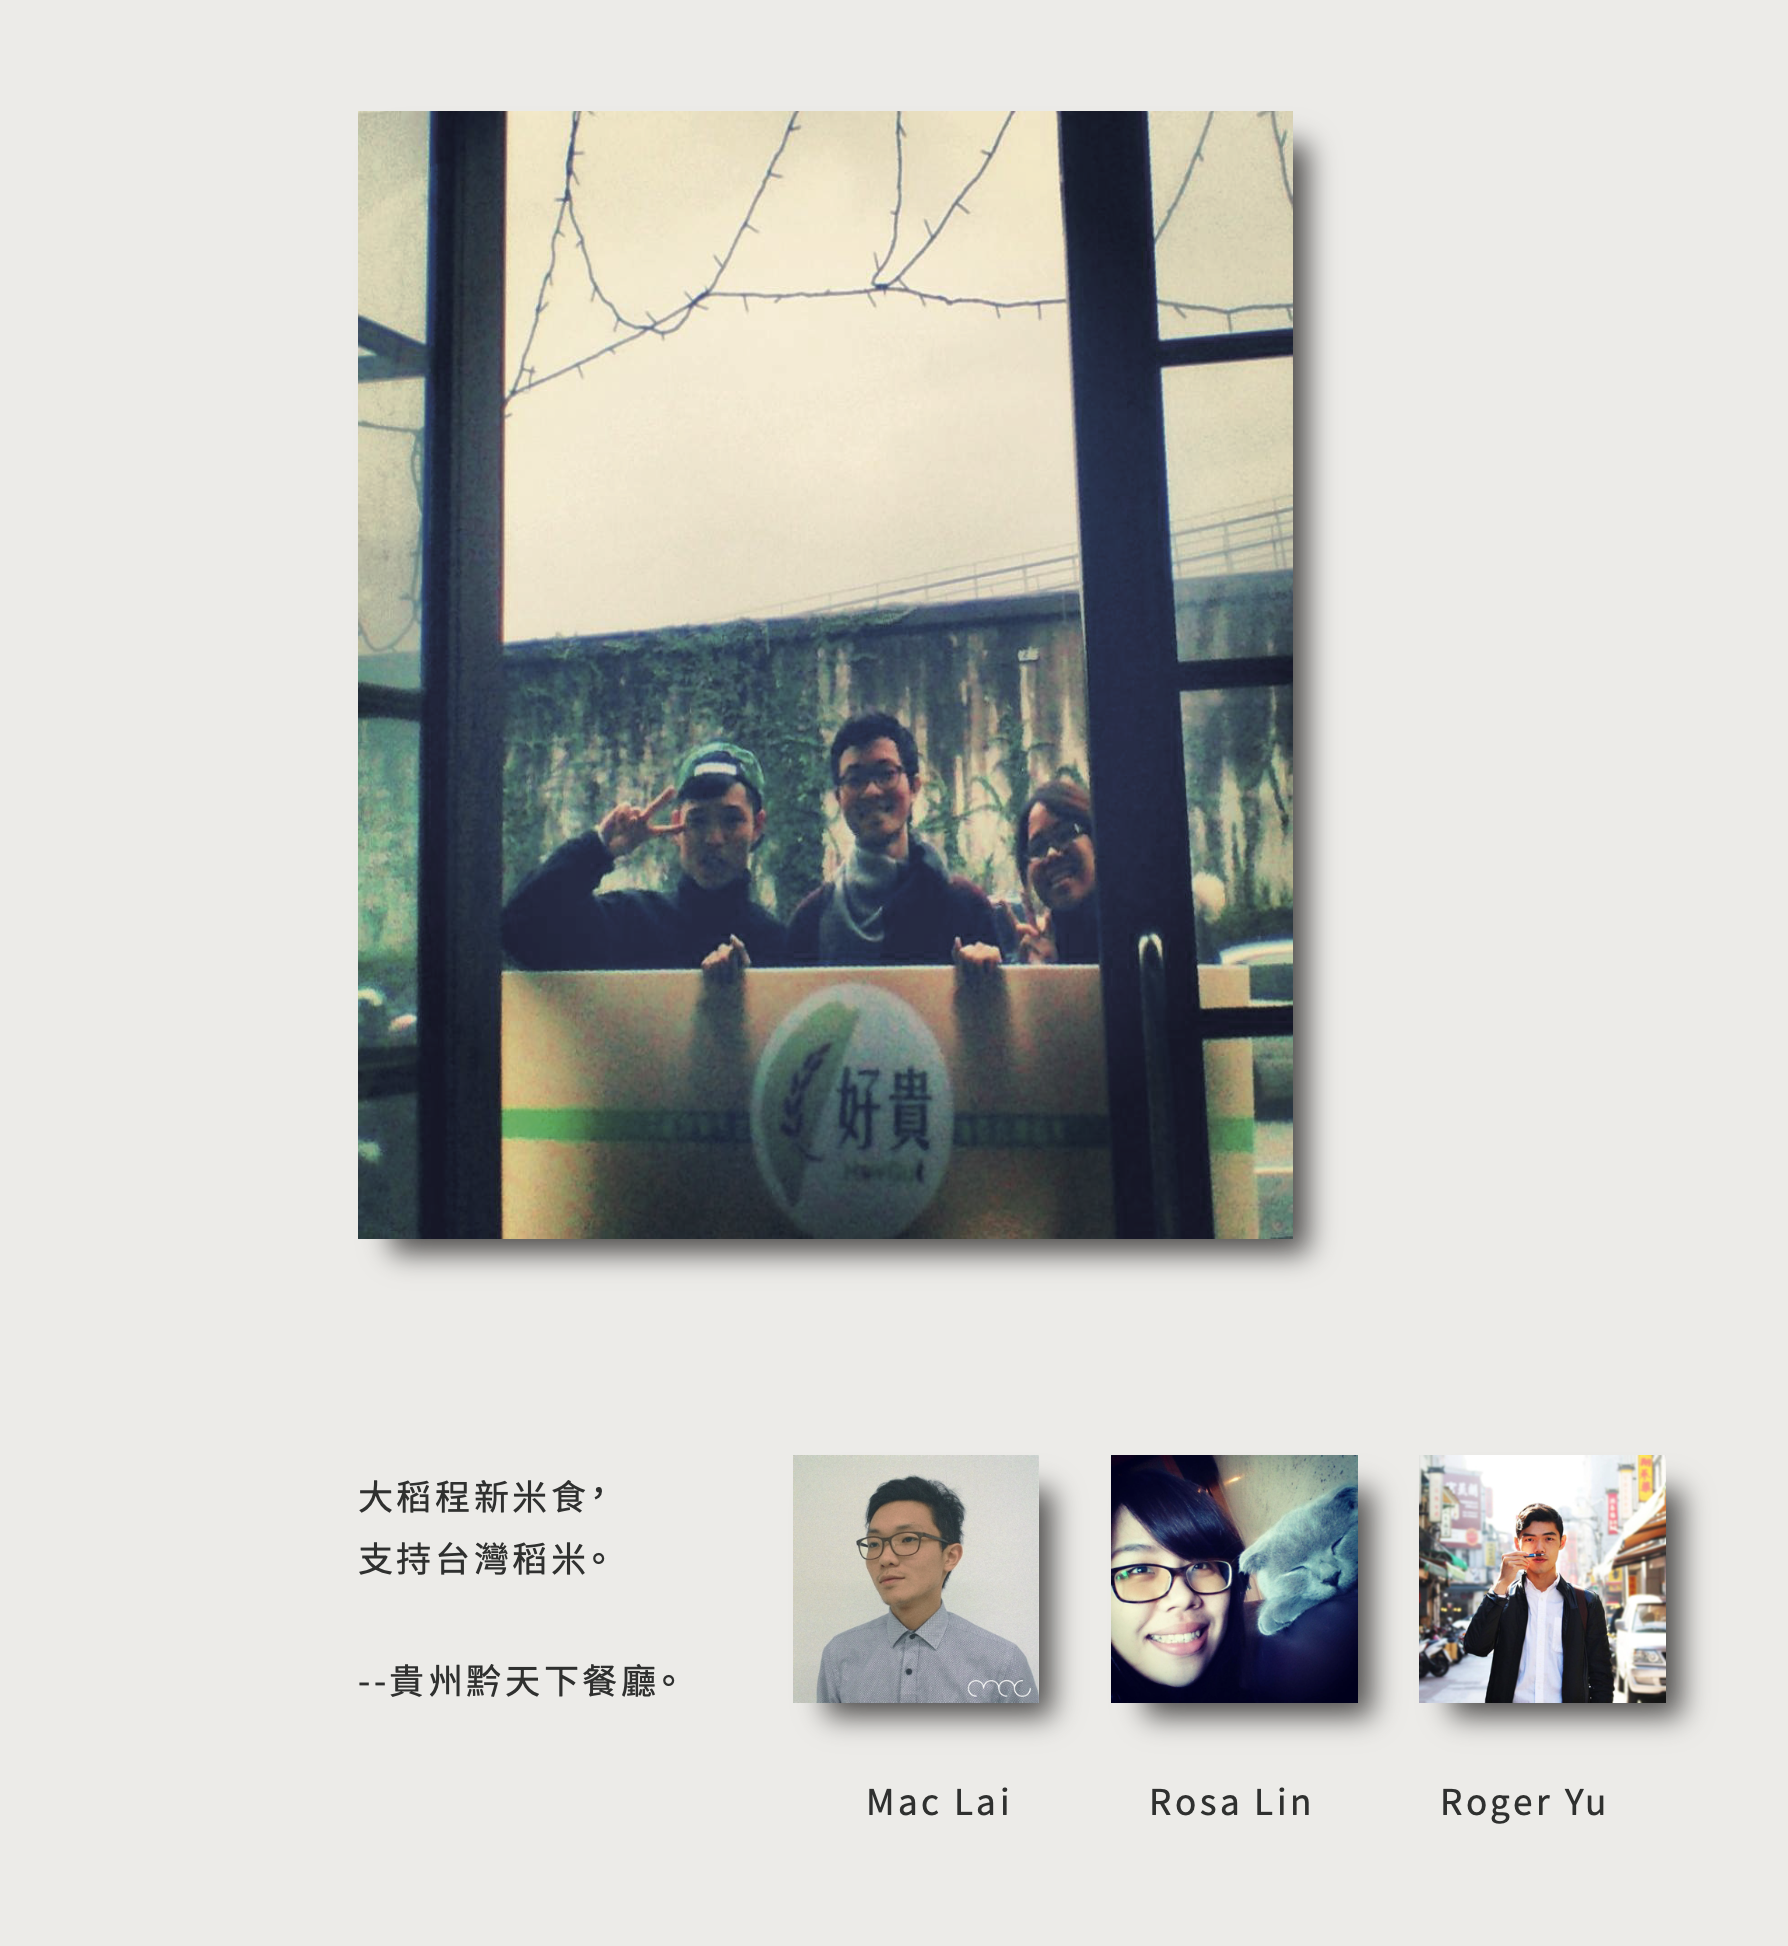 好貴
大稻程新米食，
支持台灣稻米。
--貴州黔天下餐廳。
mac
Mac Lai
Rosa Lin
Roger Yu